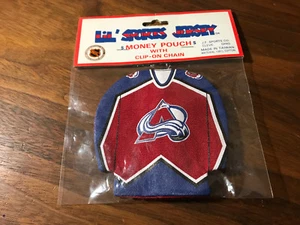 LIL' SPORTS JERSEY
$ MONEY POUCH $
WITH
CLIP-ON CHAIN
MADE IN TAIWAN